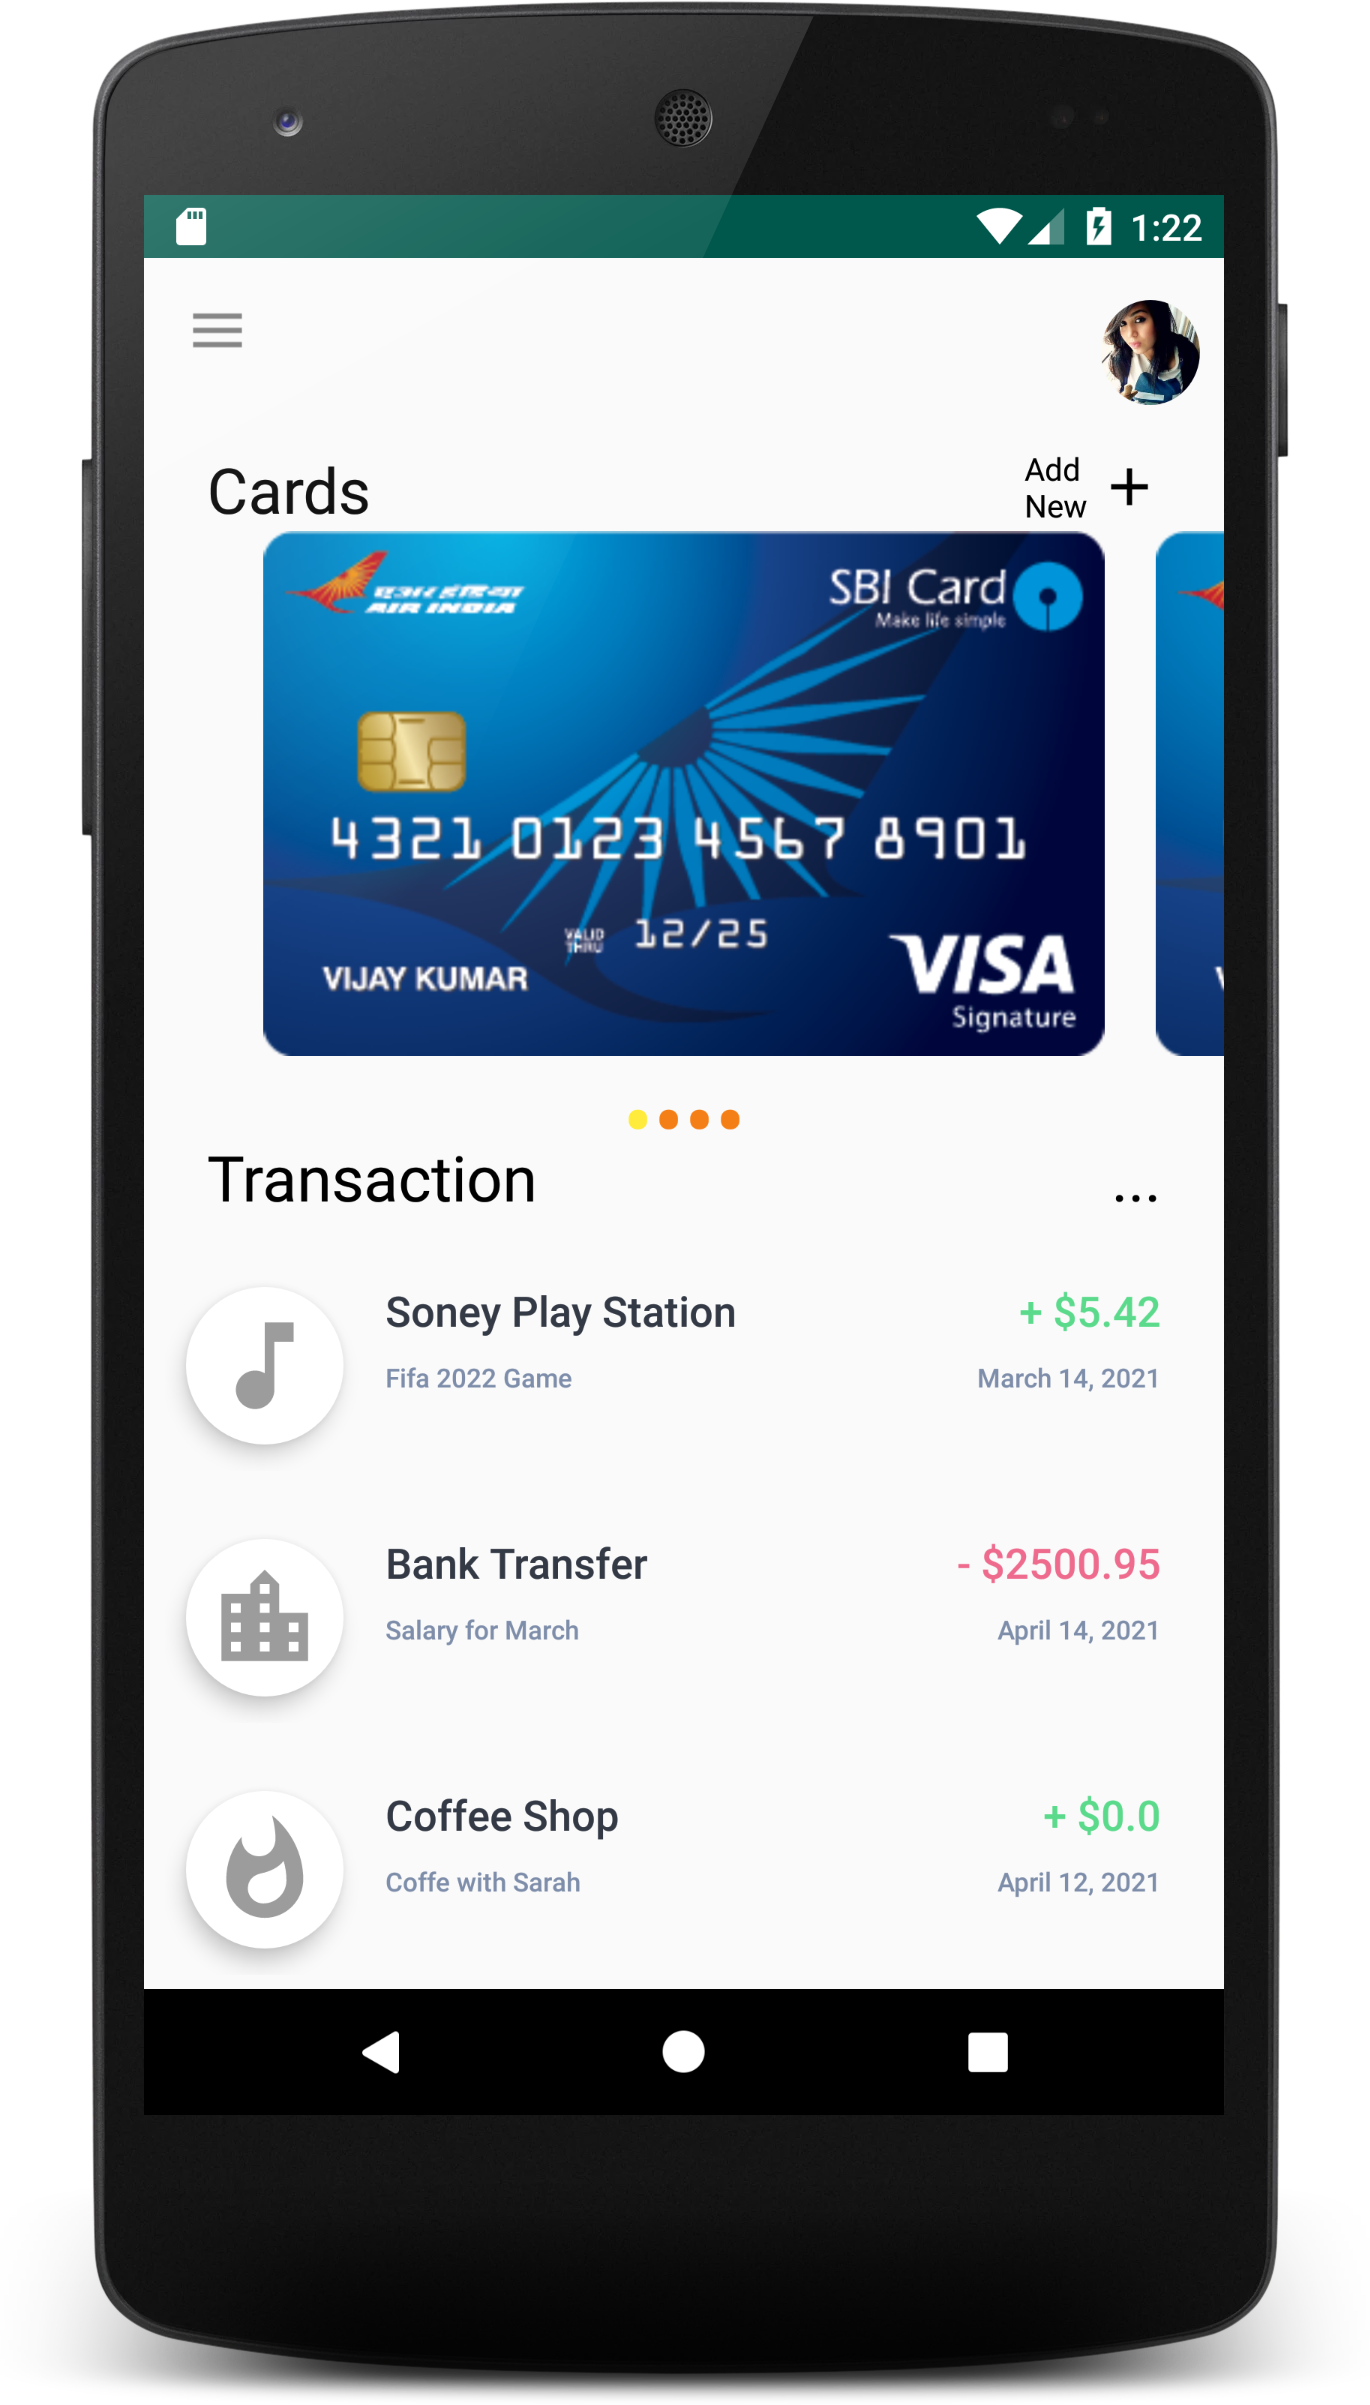 1:22
Cards
Add
New
एअर इंडिया
AIR INDIA
SBI Card
Make life simple
4321 0123 4567 8901
VALID
THRU
12/25
VIJAY KUMAR
VISA
Signature
Transaction
...
Soney Play Station
+ $5.42
Fifa 2022 Game
March 14, 2021
Bank Transfer
- $2500.95
Salary for March
April 14, 2021
Coffee Shop
+ $0.0
Coffe with Sarah
April 12, 2021